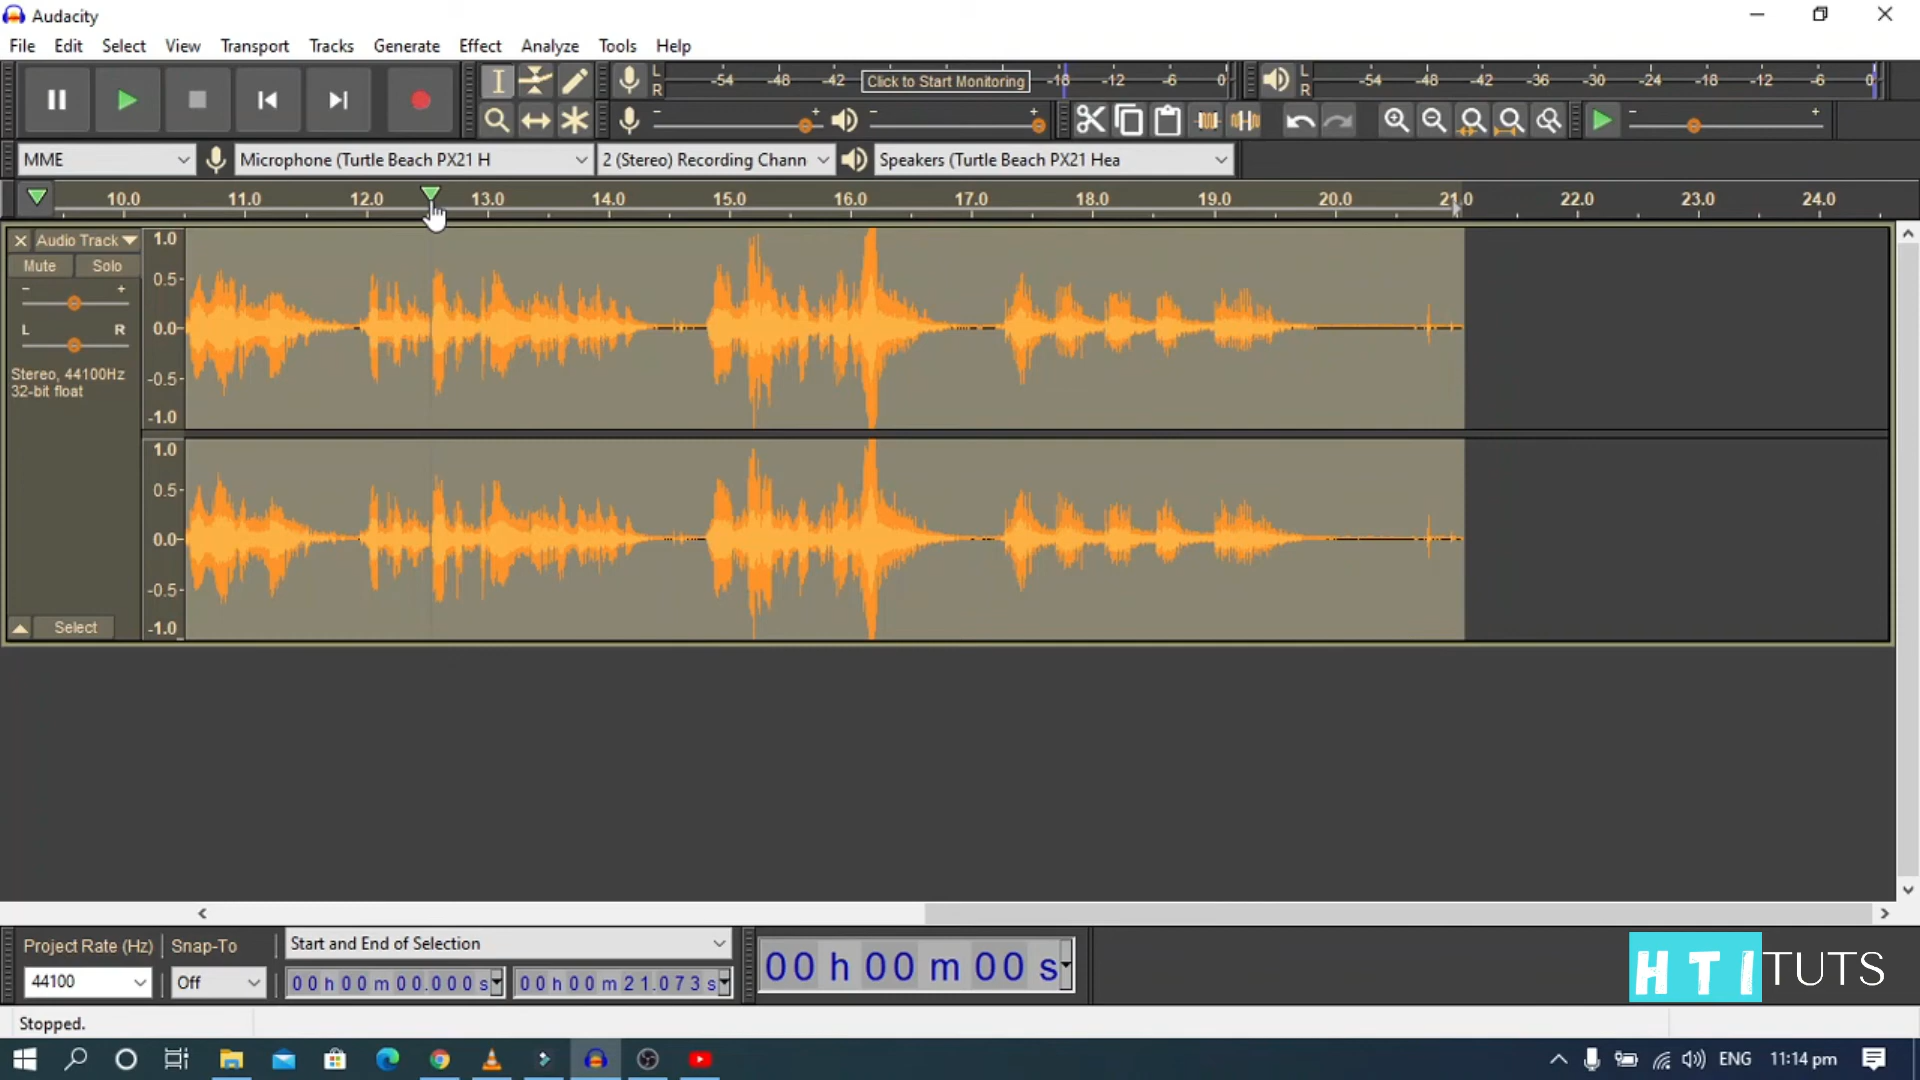 Audacity
File Edit Select View Transport Tracks Generate Effect Analyze Tools Help
L -54 -48 -42 Click to Start Monitoring -18 -12 -6 0 L -54 -48 -42 -36 -30 -24 -18 -12 -6 0
R R
- + - + - +
MME Microphone (Turtle Beach PX21 H 2 (Stereo) Recording Chann Speakers (Turtle Beach PX21 Hea
10.0 11.0 12.0 13.0 14.0 15.0 16.0 17.0 18.0 19.0 20.0 21.0 22.0 23.0 24.0
Audio Track 1.0
Mute Solo
- + 0.5
L R 0.0
Stereo, 44100Hz -0.5
32-bit float
-1.0
1.0
0.5
0.0
-0.5
Select -1.0
Project Rate (Hz) Snap-To Start and End of Selection
44100 Off 00 h 00 m 00.000 s 00 h 00 m 21.073 s 00 h 00 m 00 s
HTI TUTS
Stopped.
ENG 11:14 pm